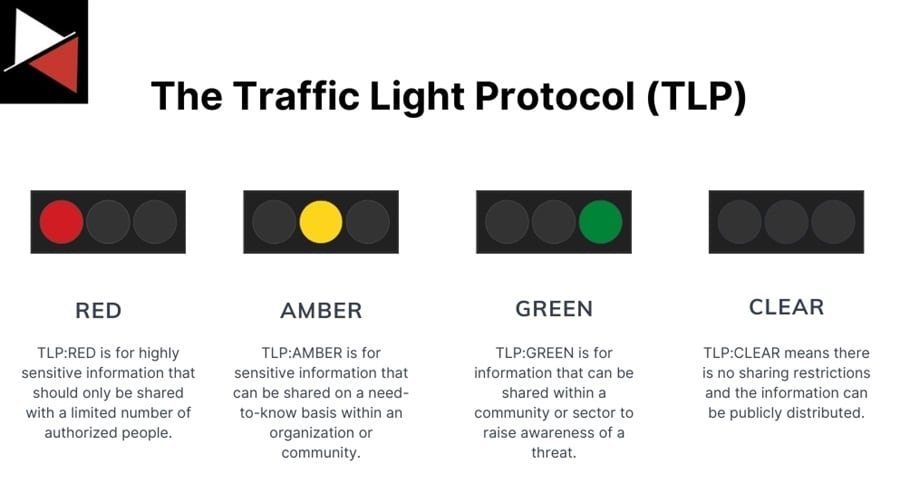 The Traffic Light Protocol (TLP)
RED
TLP:RED is for highly
sensitive information that
should only be shared
with a limited number of
authorized people.
AMBER
TLP:AMBER is for
sensitive information that
can be shared on a need-
to-know basis within an
organization or
community.
GREEN
TLP:GREEN is for
information that can be
shared within a
community or sector to
raise awareness of a
threat.
CLEAR
TLP:CLEAR means there
is no sharing restrictions
and the information can
be publicly distributed.